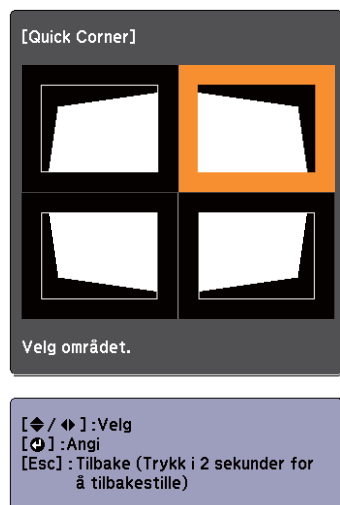 [Quick Corner]
Velg området.
[◆/◆] :Velg
[⏎] :Angi
[Esc] :Tilbake (Trykk i 2 sekunder for
å tilbakestille)